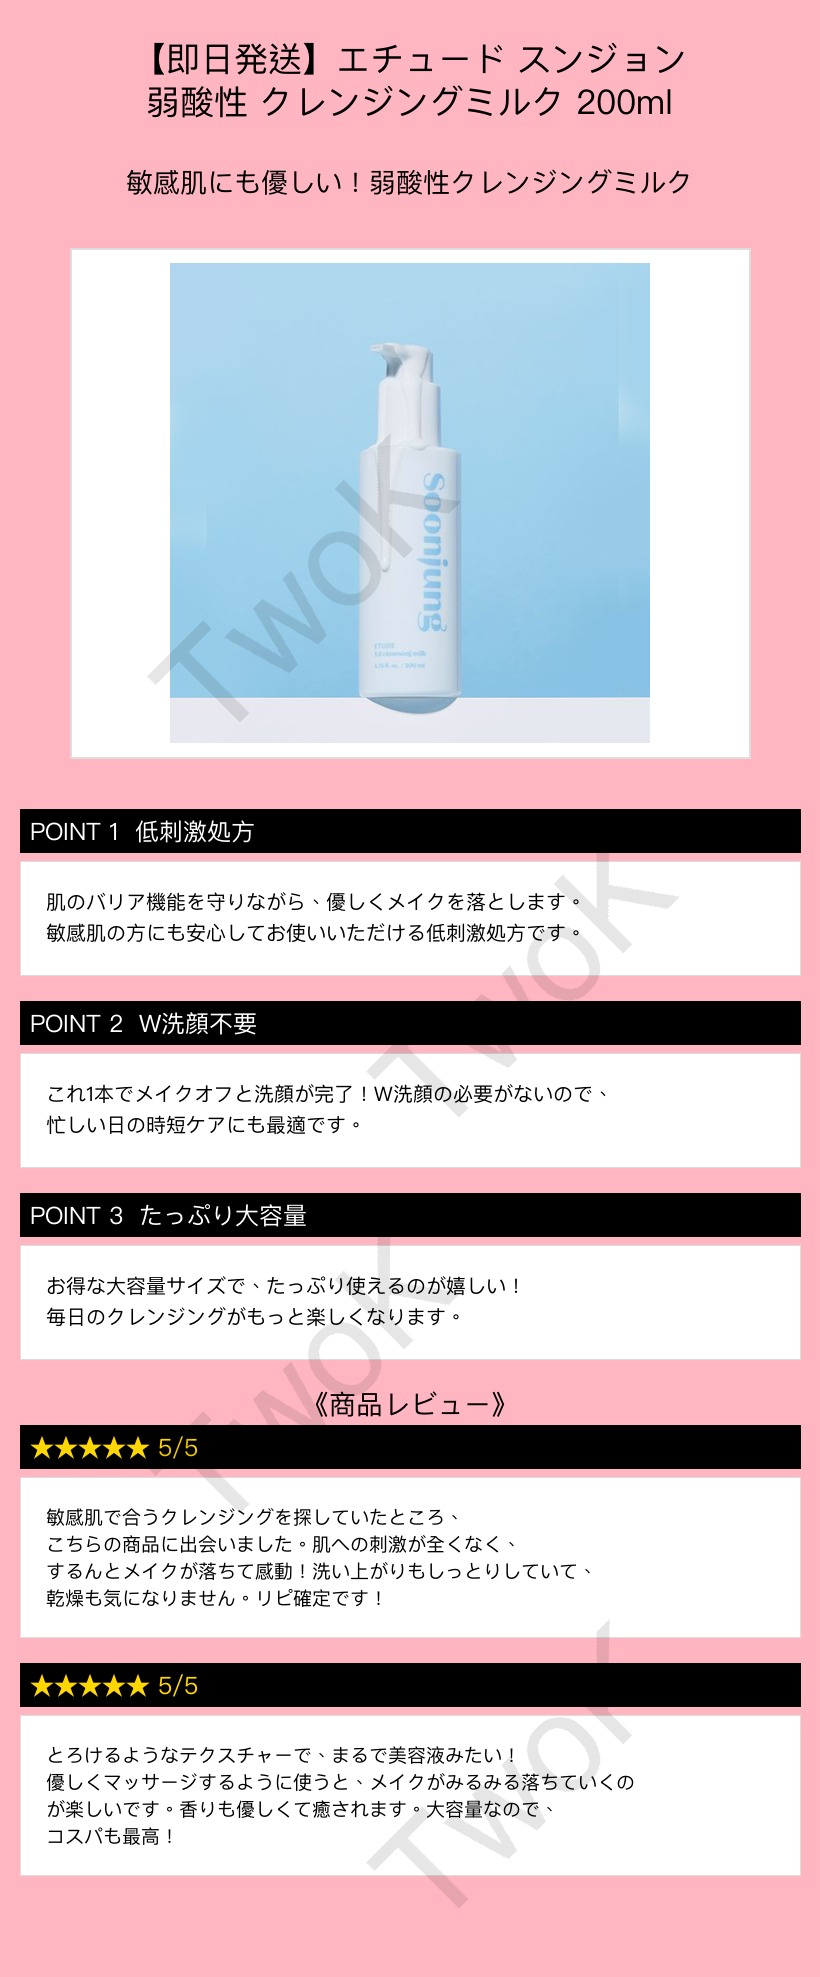 【即日発送】エチュード スンジョン
弱酸性 クレンジングミルク 200ml
敏感肌にも優しい！弱酸性クレンジングミルク
soonjung
ETUDE
cleansing milk
200 ml
TwoK
POINT 1 低刺激処方
肌のバリア機能を守りながら、優しくメイクを落とします。
敏感肌の方にも安心してお使いいただける低刺激処方です。
TwoK
POINT 2 W洗顔不要
これ1本でメイクオフと洗顔が完了！W洗顔の必要がないので、
忙しい日の時短ケアにも最適です。
POINT 3 たっぷり大容量
お得な大容量サイズで、たっぷり使えるのが嬉しい！
毎日のクレンジングがもっと楽しくなります。
TwoK
《商品レビュー》
★★★★★ 5/5
敏感肌で合うクレンジングを探していたところ、
こちらの商品に出会いました。肌への刺激が全くなく、
するんとメイクが落ちて感動！洗い上がりもしっとりしていて、
乾燥も気になりません。リピ確定です！
★★★★★ 5/5
とろけるようなテクスチャーで、まるで美容液みたい！
優しくマッサージするように使うと、メイクがみるみる落ちていくの
が楽しいです。香りも優しくて癒されます。大容量なので、
コスパも最高！
TwoK